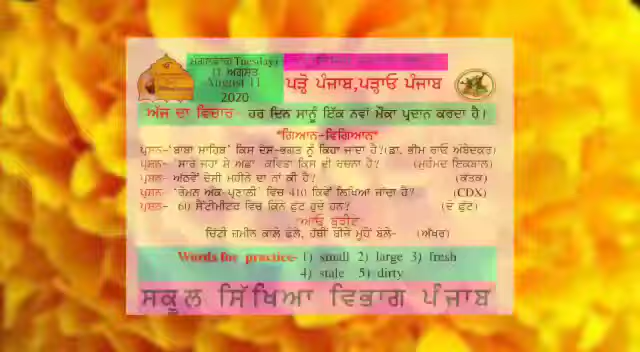 ਮੰਗਲਵਾਰ(Tuesday)
11 ਅਗਸਤ
August 11
2020
ਪੜ੍ਹੋ ਪੰਜਾਬ,ਪੜ੍ਹਾਓ ਪੰਜਾਬ
ਅੱਜ ਦਾ ਵਿਚਾਰ- ਹਰ ਦਿਨ ਸਾਨੂੰ ਇੱਕ ਨਵਾਂ ਮੌਕਾ ਪ੍ਰਦਾਨ ਕਰਦਾ ਹੈ।
"ਗਿਆਨ-ਵਿਗਿਆਨ"
ਪ੍ਰਸ਼ਨ-'ਬਾਬਾ ਸਾਹਿਬ' ਕਿਸ ਦੇਸ਼-ਭਗਤ ਨੂੰ ਕਿਹਾ ਜਾਂਦਾ ਹੈ?(ਡਾ. ਭੀਮ ਰਾਓ ਅੰਬੇਦਕਰ)
ਪ੍ਰਸ਼ਨ- 'ਸਾਰੇ ਜਹਾਂ ਸੇ ਅੱਛਾ' ਕਵਿਤਾ ਕਿਸ ਦੀ ਰਚਨਾ ਹੈ? (ਮੁਹੰਮਦ ਇਕਬਾਲ)
ਪ੍ਰਸ਼ਨ- ਅੱਠਵੇਂ ਦੇਸੀ ਮਹੀਨੇ ਦਾ ਨਾਂ ਕੀ ਹੈ? (ਕੱਤਕ)
ਪ੍ਰਸ਼ਨ- 'ਰੋਮਨ ਅੰਕ-ਪ੍ਰਣਾਲੀ' ਵਿੱਚ 410 ਕਿਵੇਂ ਲਿਖਿਆ ਜਾਂਦਾ ਹੈ? (CDX)
ਪ੍ਰਸ਼ਨ- 60 ਸੈਂਟੀਮੀਟਰ ਵਿੱਚ ਕਿੰਨੇ ਫੁੱਟ ਹੁੰਦੇ ਹਨ? (ਦੋ ਫੁੱਟ)
"ਆਓ ਬੁੱਝੀਏ"
ਚਿੱਟੀ ਜ਼ਮੀਨ ਕਾਲੇ ਛੋਲੇ, ਹੱਥੀਂ ਬੀਜੇ ਮੂੰਹੋਂ ਬੋਲੇ- (ਅੱਖਰ)
Words for practice- 1) small 2) large 3) fresh
4) stale 5) dirty
ਸਕੂਲ ਸਿੱਖਿਆ ਵਿਭਾਗ ਪੰਜਾਬ